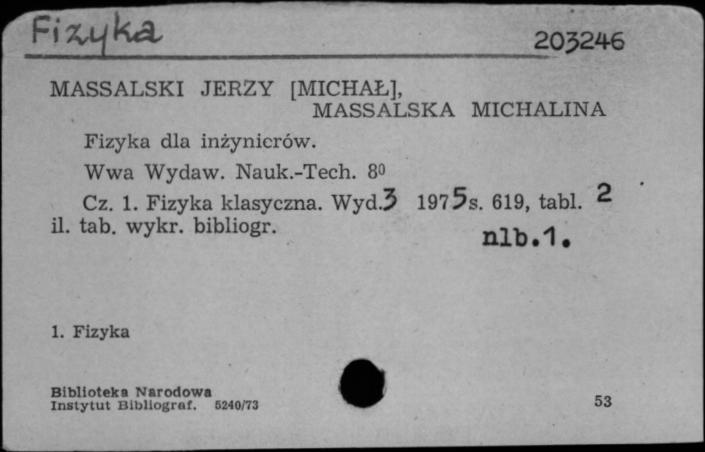 Fizyka
203246
MASSALSKI JERZY [MICHAŁ],
MASSALSKA MICHALINA
Fizyka dla inżynierów.
Wwa Wydaw. Nauk.-Tech. 8⁰
Cz. 1. Fizyka klasyczna. Wyd.3 1975 s. 619, tabl. 2
il. tab. wykr. bibliogr.
nlb.1.
1. Fizyka
Biblioteka Narodowa
Instytut Bibliograf. 5240/73
53